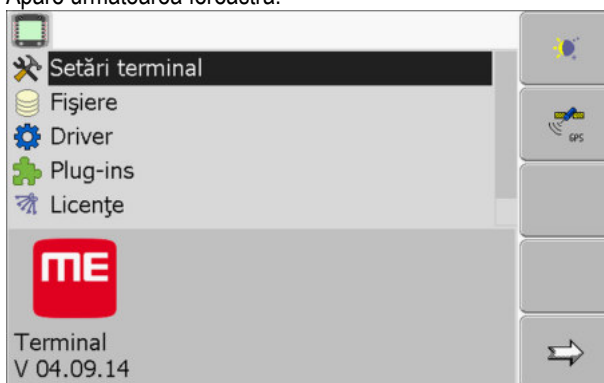 Apare următoarea fereastră:
Setări terminal
Fişiere
GPS
Driver
Plug-ins
Licenţe
ME
Terminal
V 04.09.14